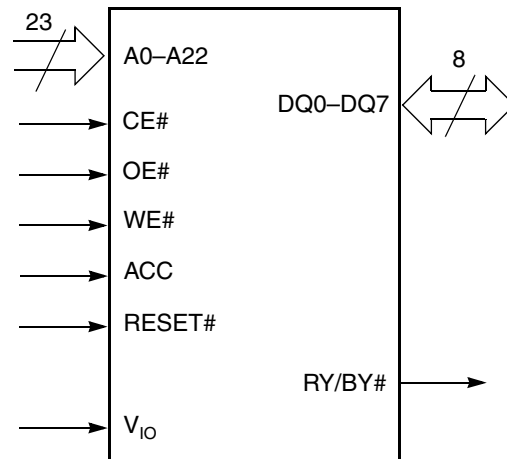 23
A0–A22
8
DQ0–DQ7
CE#
OE#
WE#
ACC
RESET#
RY/BY#
VIO